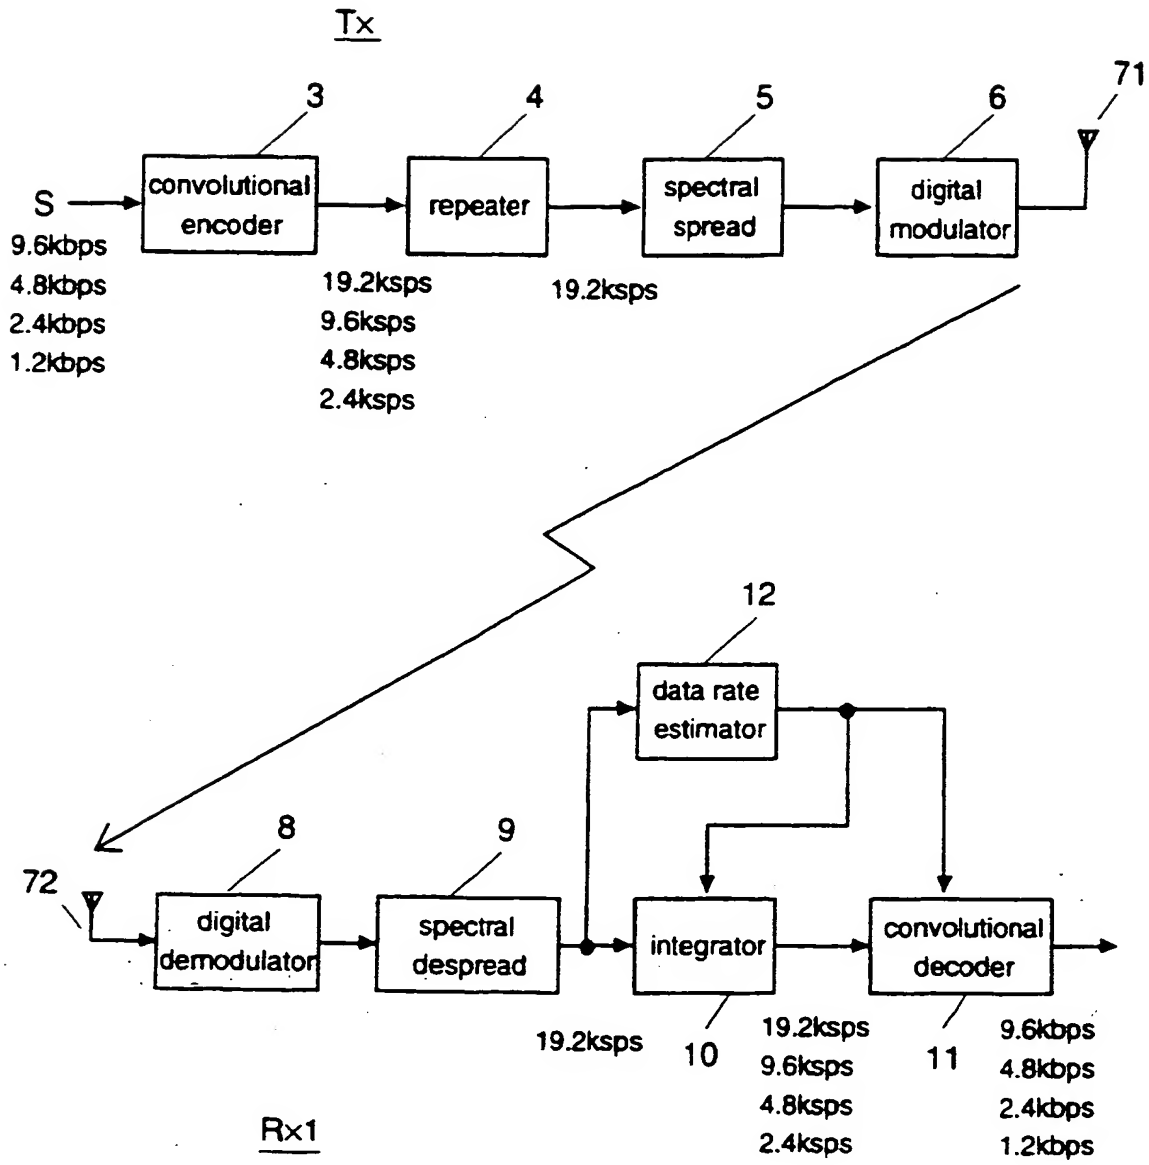 Tx
3
4
5
6
71
S
convolutional
encoder
repeater
spectral
spread
digital
modulator
9.6kbps
4.8kbps
2.4kbps
1.2kbps
19.2ksps
9.6ksps
4.8ksps
2.4ksps
19.2ksps
12
data rate
estimator
72
8
9
digital
demodulator
spectral
despread
integrator
convolutional
decoder
19.2ksps
10
19.2ksps
9.6ksps
4.8ksps
2.4ksps
11
9.6kbps
4.8kbps
2.4kbps
1.2kbps
Rx1